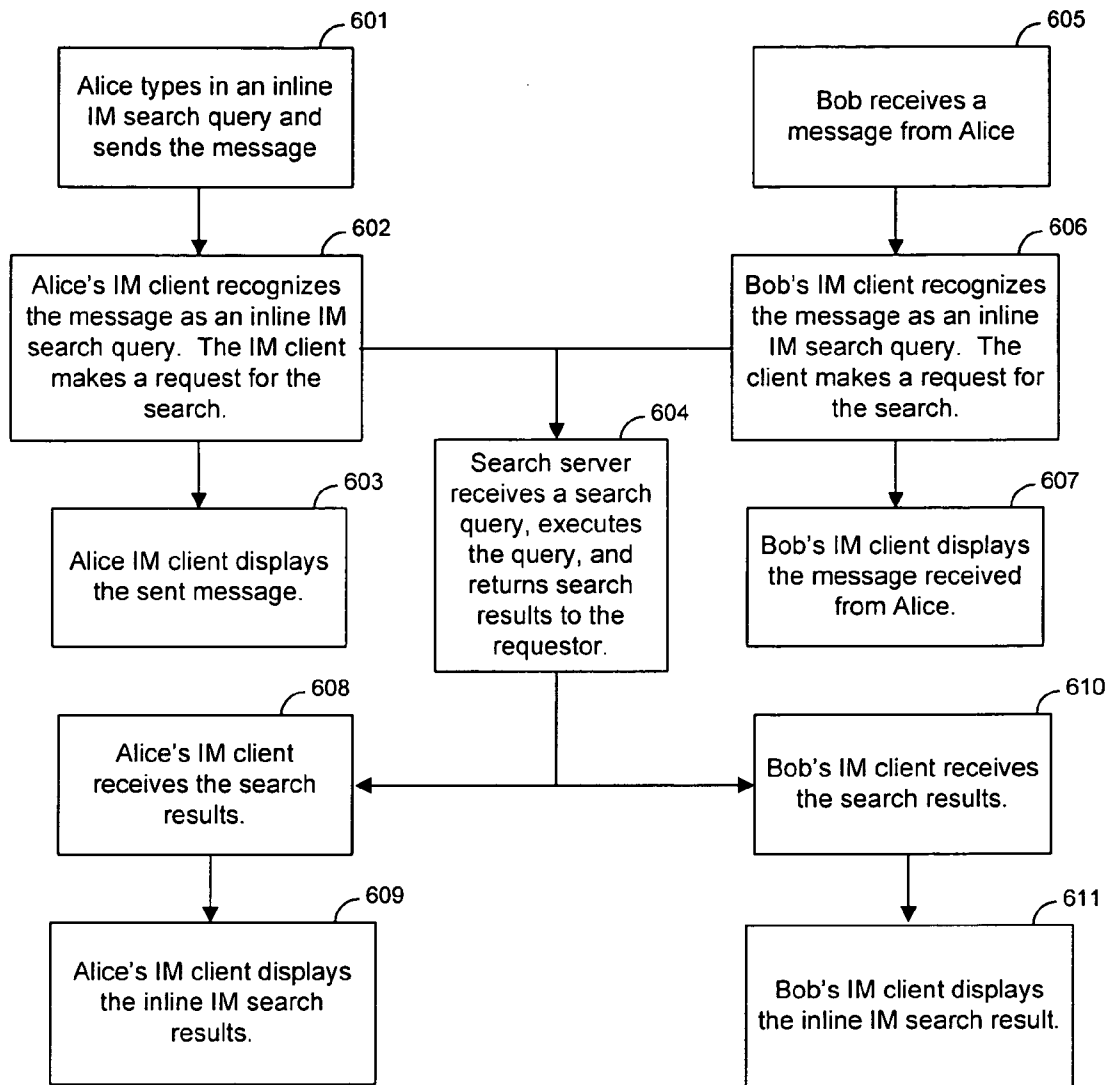 601
Alice types in an inline
IM search query and
sends the message
605
Bob receives a
message from Alice
602
Alice's IM client recognizes
the message as an inline IM
search query. The IM client
makes a request for the
search.
606
Bob's IM client recognizes
the message as an inline
IM search query. The
client makes a request for
the search.
603
Alice IM client displays
the sent message.
604
Search server
receives a search
query, executes
the query, and
returns search
results to the
requestor.
607
Bob's IM client displays
the message received
from Alice.
608
Alice's IM client
receives the search
results.
610
Bob's IM client receives
the search results.
609
Alice's IM client displays
the inline IM search
results.
611
Bob's IM client displays
the inline IM search result.